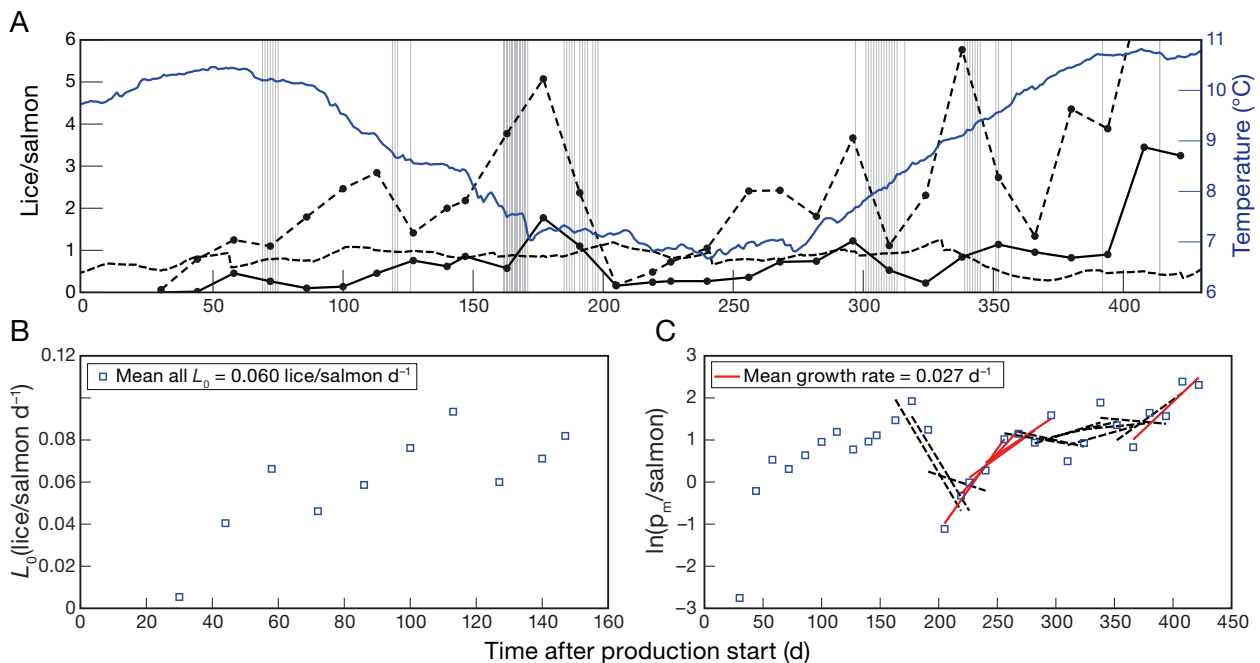 A
Lice/salmon
6
5
4
3
2
1
0
Temperature (°C)
11
10
9
8
7
6
0 50 100 150 200 250 300 350 400
B
L₀(lice/salmon d⁻¹)
0.12
0.1
0.08
0.06
0.04
0.02
0
Mean all L₀ = 0.060 lice/salmon d⁻¹
0 20 40 60 80 100 120 140 160
C
ln(pₘ/salmon)
3
2
1
0
−1
−2
−3
Mean growth rate = 0.027 d⁻¹
0 50 100 150 200 250 300 350 400 450
Time after production start (d)